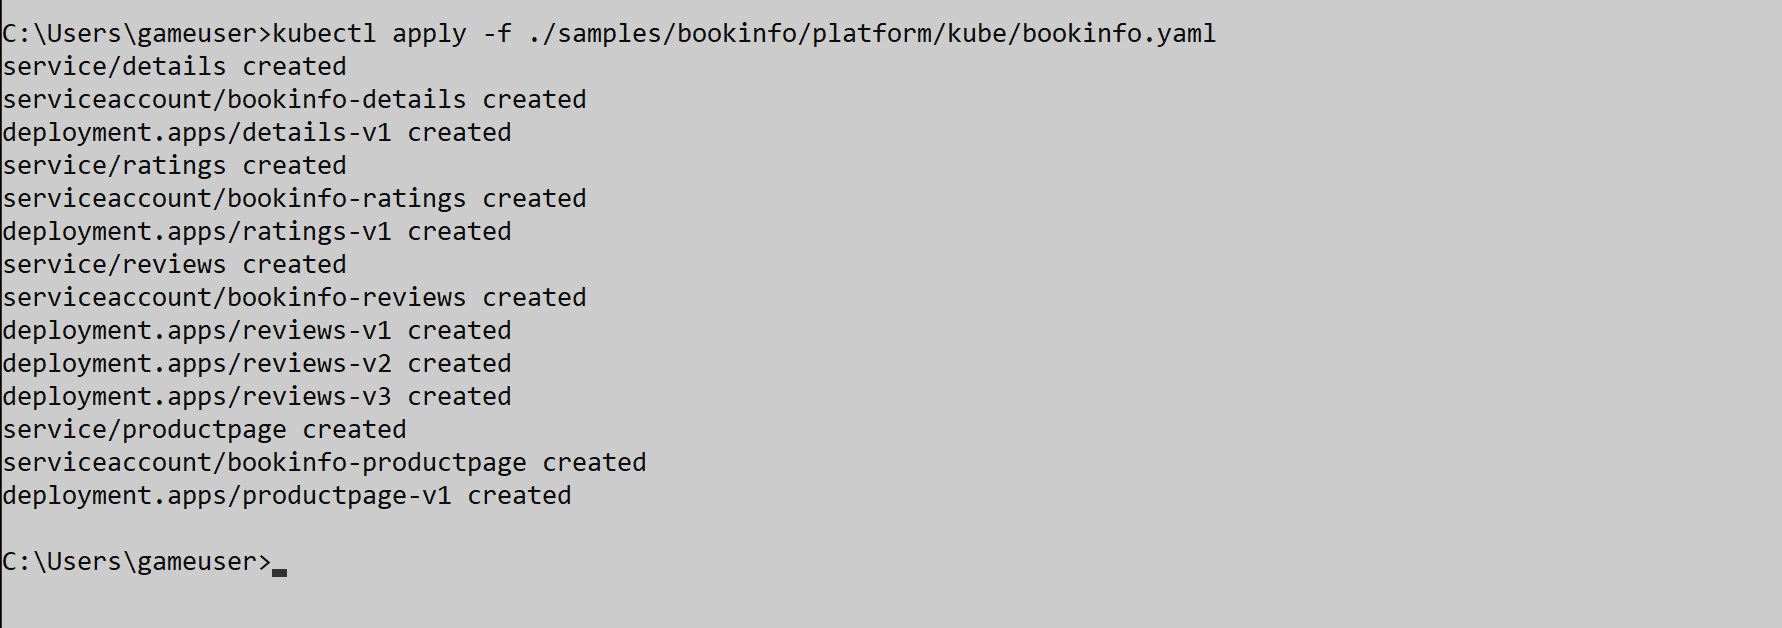 C:\Users\gameuser>kubectl apply -f ./samples/bookinfo/platform/kube/bookinfo.yaml
service/details created
serviceaccount/bookinfo-details created
deployment.apps/details-v1 created
service/ratings created
serviceaccount/bookinfo-ratings created
deployment.apps/ratings-v1 created
service/reviews created
serviceaccount/bookinfo-reviews created
deployment.apps/reviews-v1 created
deployment.apps/reviews-v2 created
deployment.apps/reviews-v3 created
service/productpage created
serviceaccount/bookinfo-productpage created
deployment.apps/productpage-v1 created
C:\Users\gameuser>